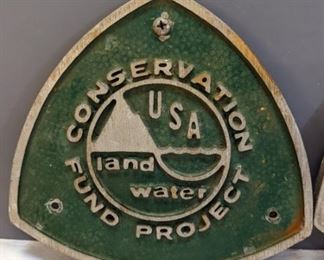 CONSERVATION
USA
land
water
FUND PROJECT